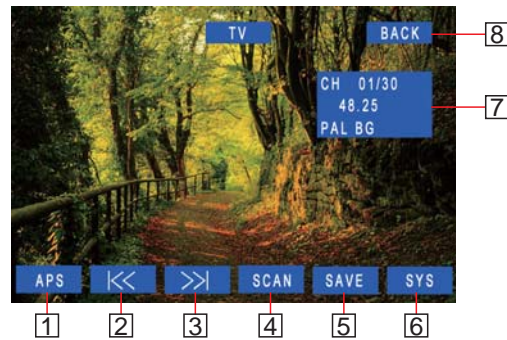 TV BACK 8
CH 01/30
48.25 7
PAL BG
APS SCAN SAVE SYS
1 2 3 4 5 6